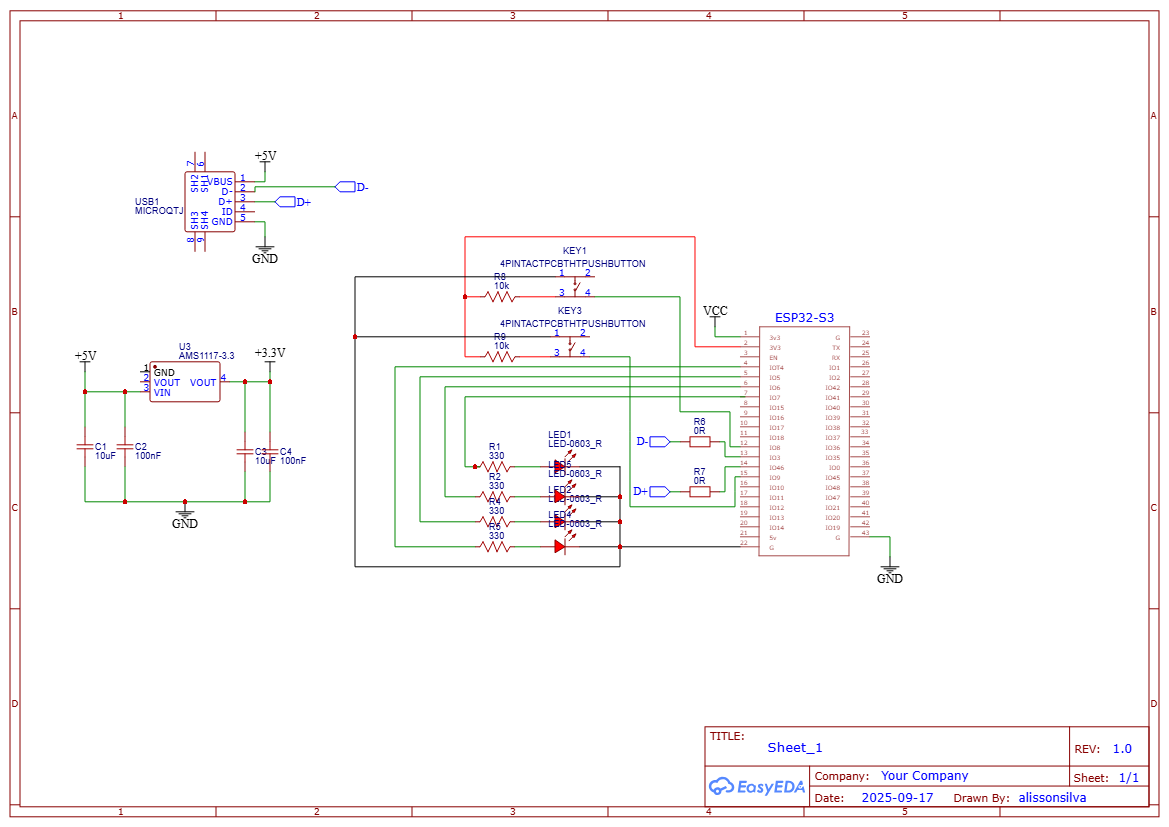 1 2 3 4 5
A A
B B
C C
D D
1 2 3 4 5
USB1
MICROQTJ
7 6
SH2 SH1
VBUS 1
D- 2
D+ 3
ID 4
GND 5
SH3 SH4
8 9
+5V
D-
D+
GND
U3
AMS1117-3.3
+5V
+3.3V
1 GND
2 VOUT
3 VIN
VOUT 4
C1
10uF
C2
100nF
C3
10uF
C4
100nF
GND
KEY1
4PINTACTPCBTHTPUSHBUTTON
1 2
3 4
R8
10k
KEY3
4PINTACTPCBTHTPUSHBUTTON
1 2
3 4
R9
10k
R1
330
R2
330
R4
330
R5
330
LED1
LED-0603_R
LED5
LED-0603_R
LED2
LED-0603_R
LED4
LED-0603_R
D-
R6
0R
D+
R7
0R
VCC
ESP32-S3
1 3v3 G 23
2 3V3 TX 24
3 EN RX 25
4 IOT4 IO1 26
5 IO5 IO2 27
6 IO6 IO42 28
7 IO7 IO41 29
8 IO15 IO40 30
9 IO16 IO39 31
10 IO17 IO38 32
11 IO18 IO37 33
12 IO8 IO36 34
13 IO3 IO35 35
14 IO46 IO0 36
15 IO9 IO45 37
16 IO10 IO48 38
17 IO11 IO47 39
18 IO12 IO21 40
19 IO13 IO20 41
20 IO14 IO19 42
21 5v G 43
22 G
GND
TITLE:
Sheet_1
REV: 1.0
EasyEDA
Company: Your Company
Sheet: 1/1
Date: 2025-09-17 Drawn By: alissonsilva